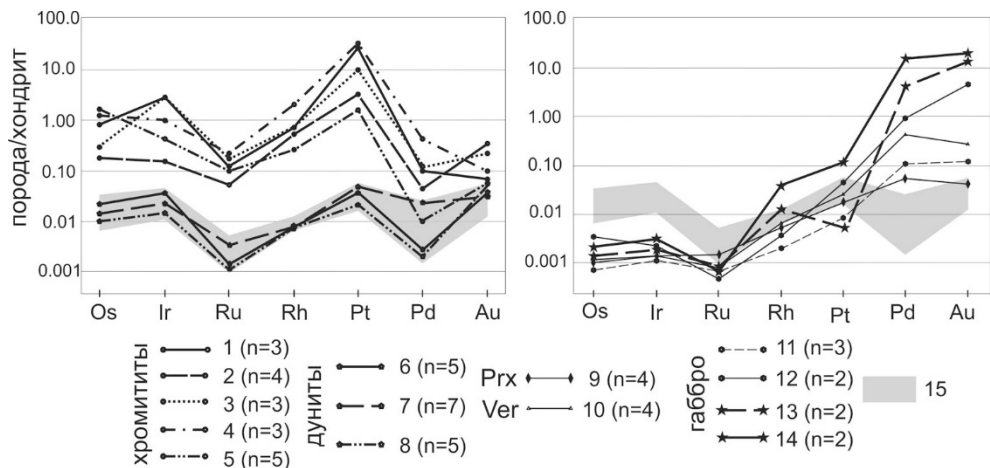 порода/хондрит
100.0
10.0
1.00
0.10
0.01
0.001
Os Ir Ru Rh Pt Pd Au
100.0
10.0
1.00
0.10
0.01
0.001
Os Ir Ru Rh Pt Pd Au
хромититы
1 (n=3)
2 (n=4)
3 (n=3)
4 (n=3)
5 (n=5)
дуниты
6 (n=5)
7 (n=7)
8 (n=5)
Prx 9 (n=4)
Ver 10 (n=4)
габбро
11 (n=3)
12 (n=2)
13 (n=2)
14 (n=2)
15